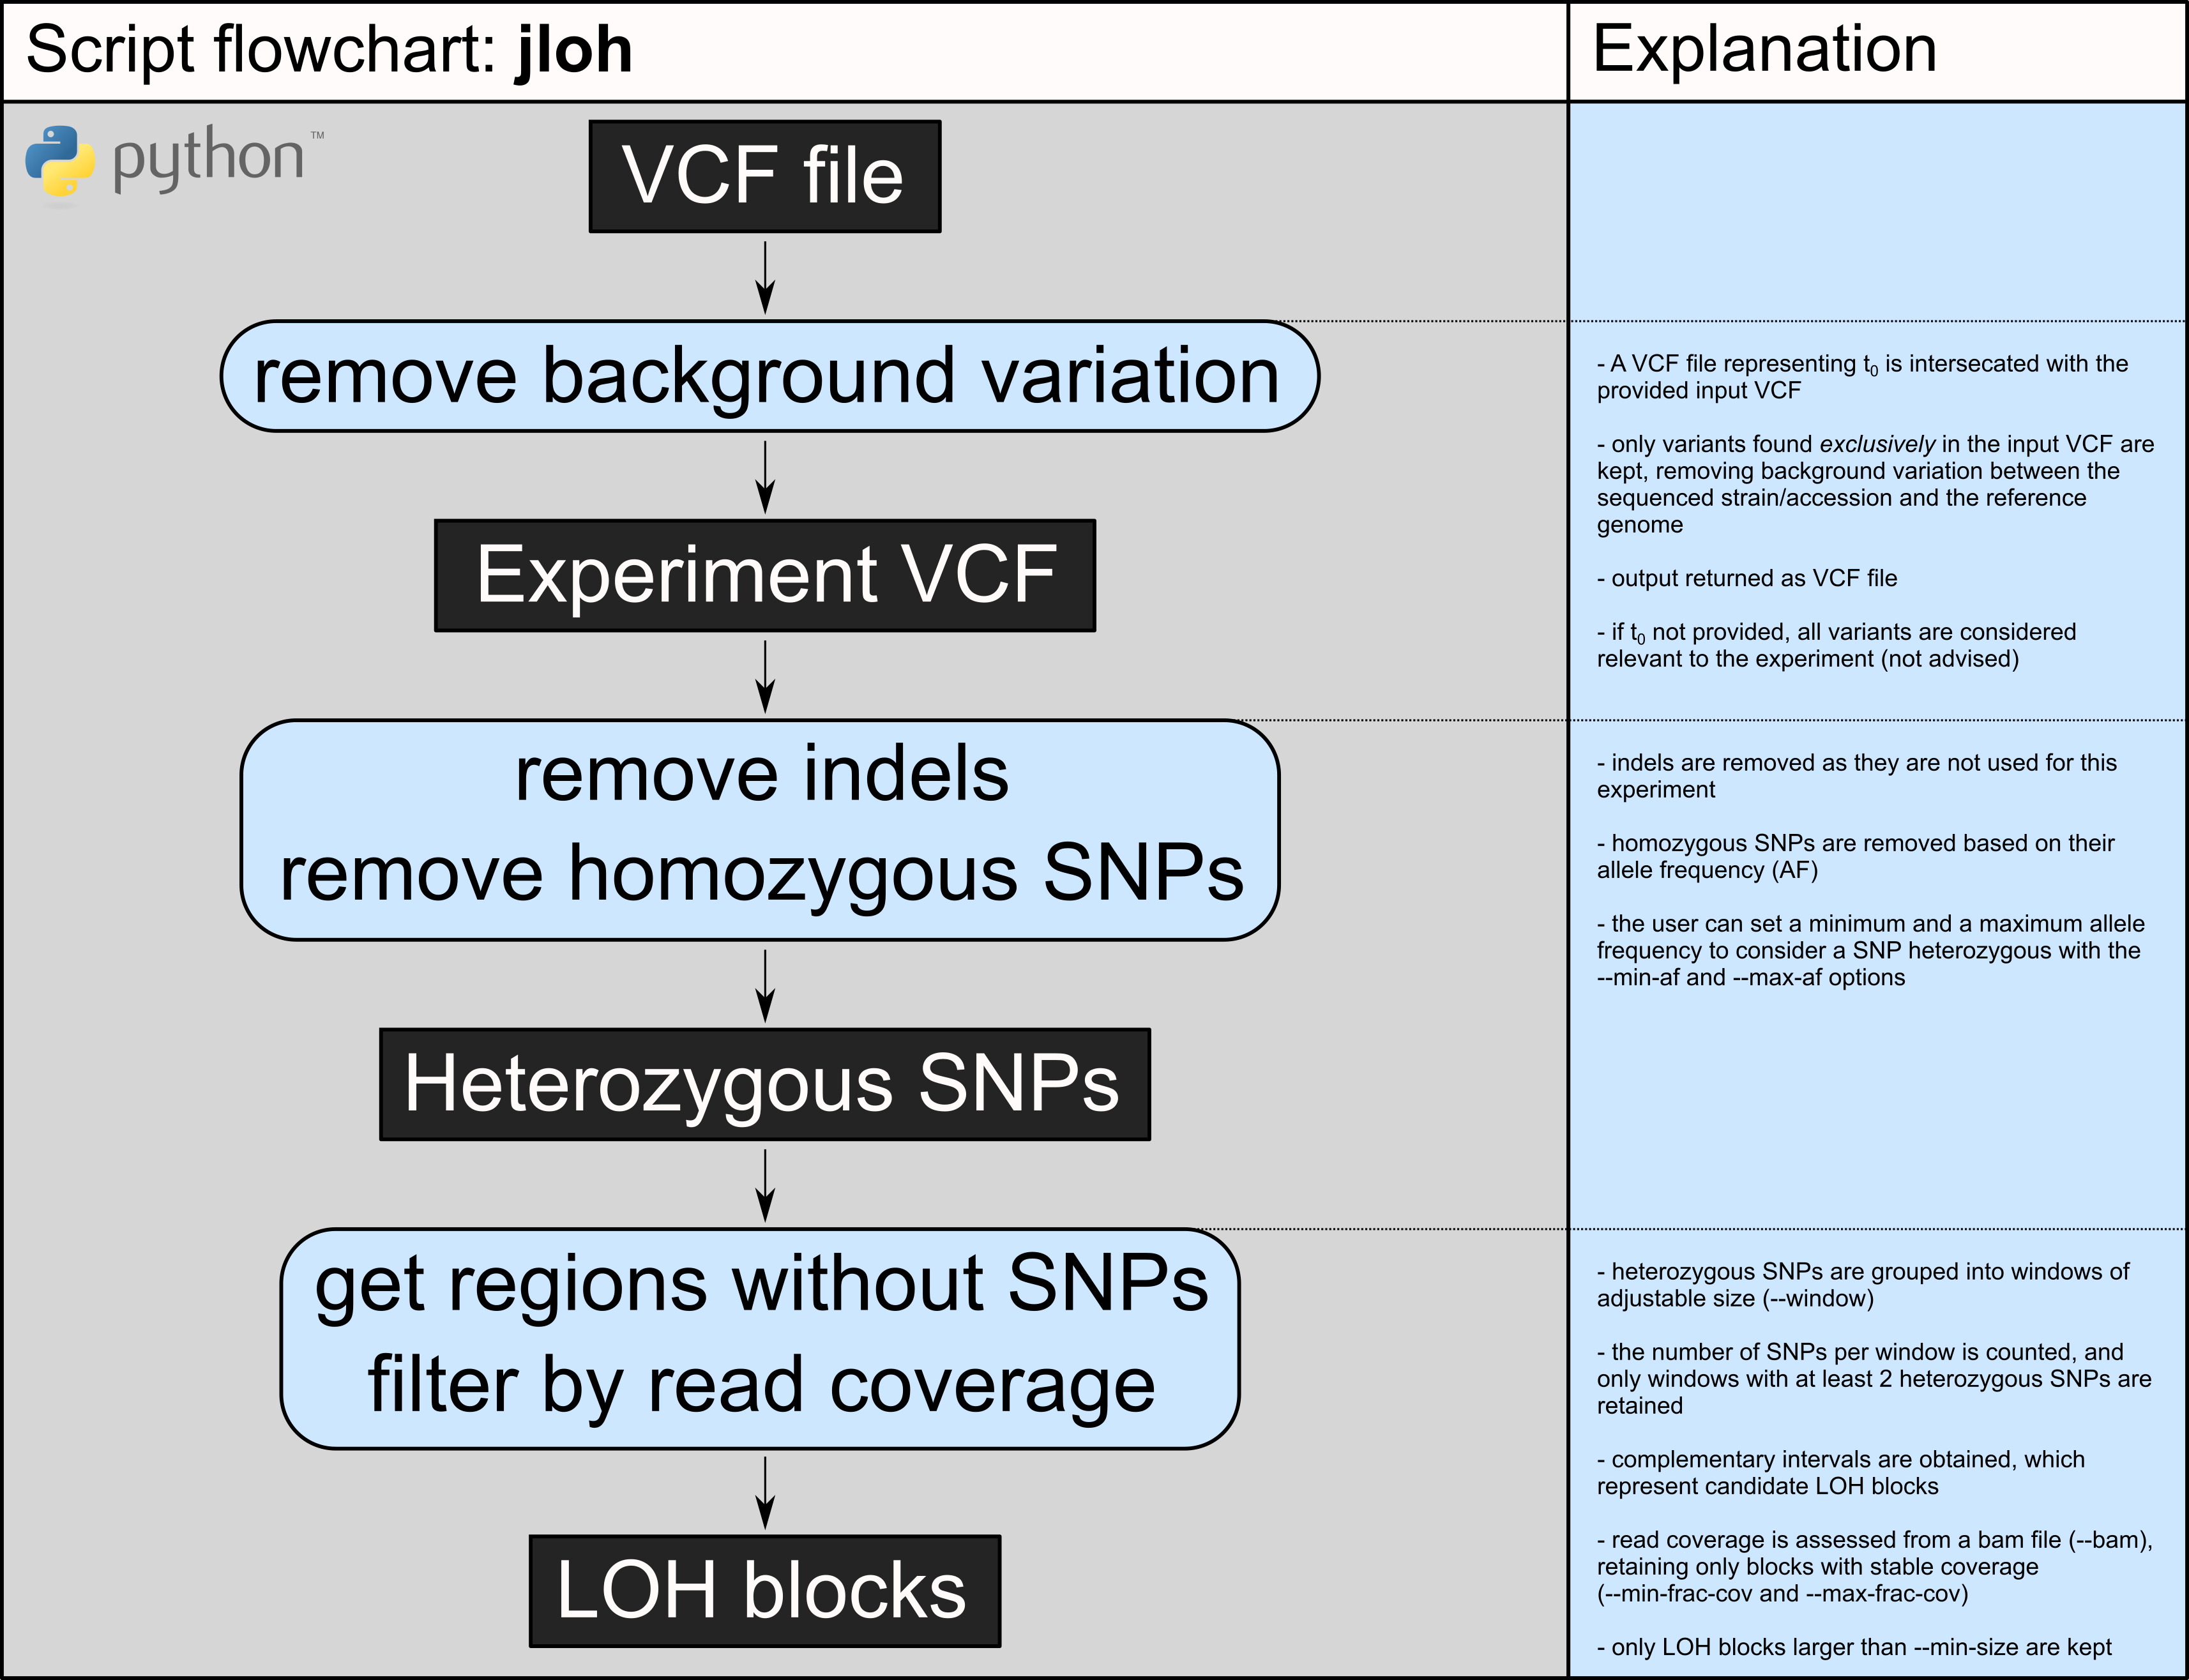 Script flowchart: jloh
Explanation
python™
VCF file
remove background variation
- A VCF file representing t0 is intersecated with the
provided input VCF
- only variants found exclusively in the input VCF are
kept, removing background variation between the
sequenced strain/accession and the reference
genome
- output returned as VCF file
- if t0 not provided, all variants are considered
relevant to the experiment (not advised)
Experiment VCF
remove indels
remove homozygous SNPs
- indels are removed as they are not used for this
experiment
- homozygous SNPs are removed based on their
allele frequency (AF)
- the user can set a minimum and a maximum allele
frequency to consider a SNP heterozygous with the
--min-af and --max-af options
Heterozygous SNPs
get regions without SNPs
filter by read coverage
- heterozygous SNPs are grouped into windows of
adjustable size (--window)
- the number of SNPs per window is counted, and
only windows with at least 2 heterozygous SNPs are
retained
- complementary intervals are obtained, which
represent candidate LOH blocks
- read coverage is assessed from a bam file (--bam),
retaining only blocks with stable coverage
(--min-frac-cov and --max-frac-cov)
- only LOH blocks larger than --min-size are kept
LOH blocks